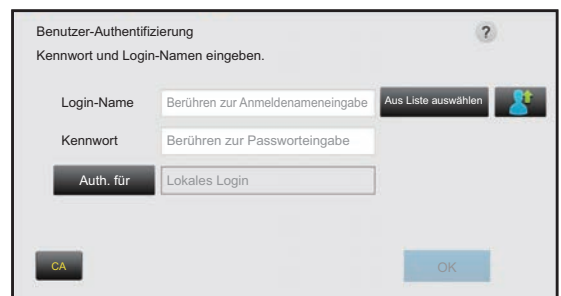 Benutzer-Authentifizierung
?
Kennwort und Login-Namen eingeben.
Login-Name
Berühren zur Anmeldenameneingabe
Aus Liste auswählen
Kennwort
Berühren zur Passworteingabe
Auth. für
Lokales Login
CA
OK